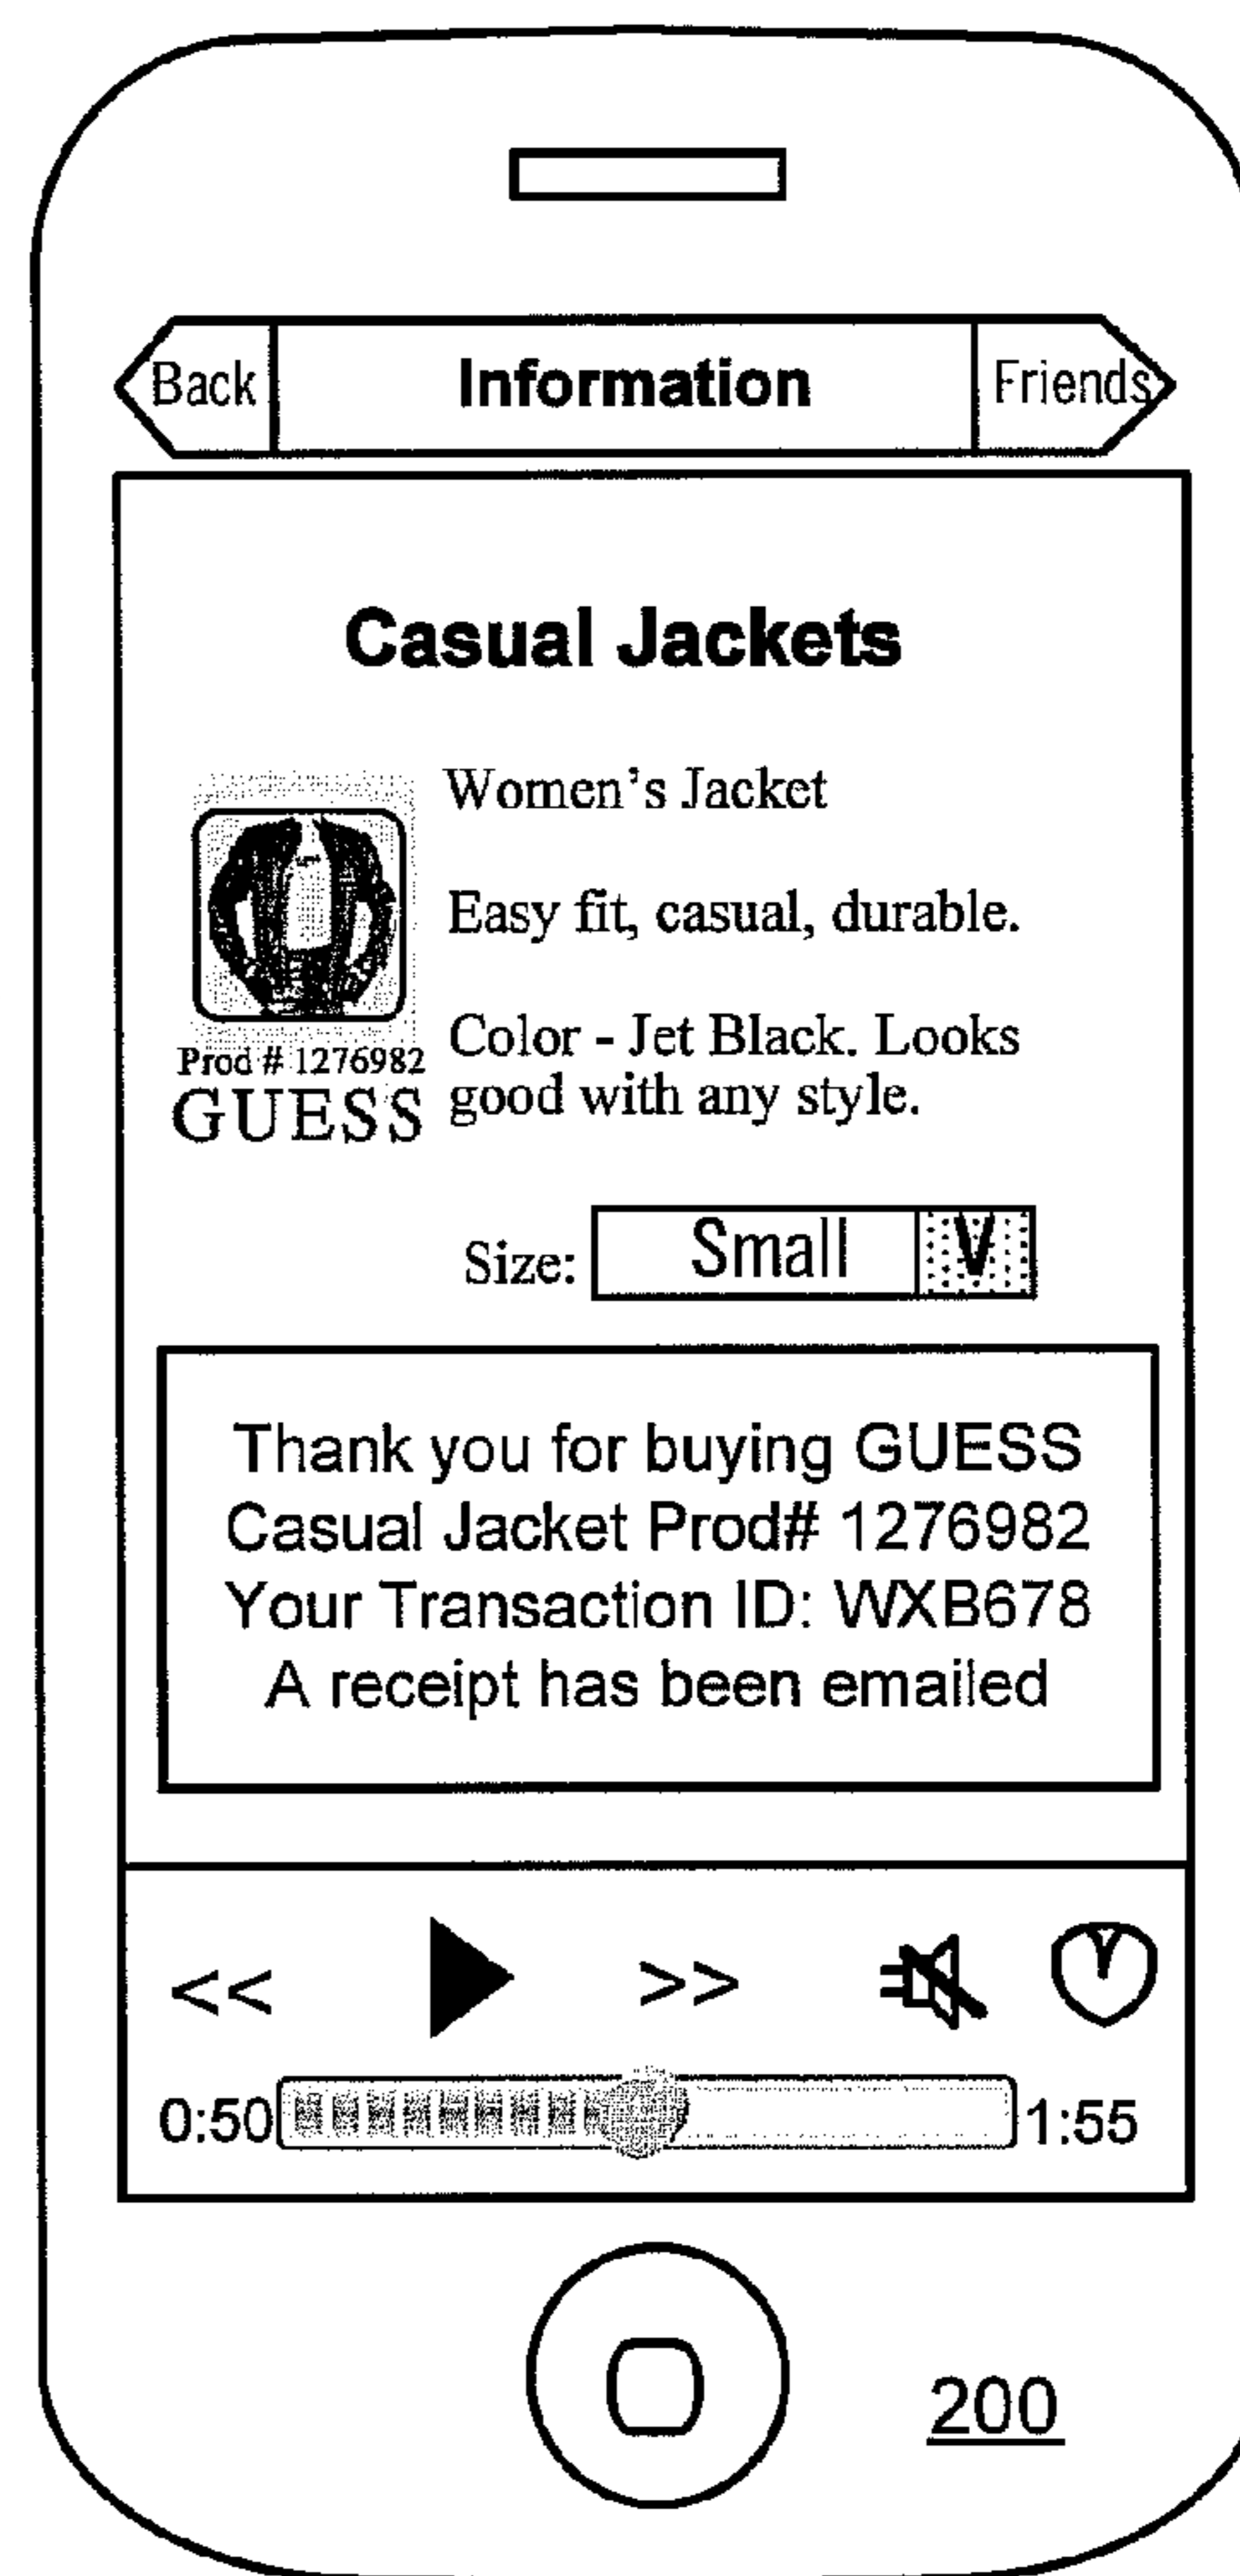 Back Information Friends
Casual Jackets
Women's Jacket
Easy fit, casual, durable.
Color - Jet Black. Looks
good with any style.
Prod # 1276982
GUESS
Size: Small V
Thank you for buying GUESS
Casual Jacket Prod# 1276982
Your Transaction ID: WXB678
A receipt has been emailed
<< >>
0:50 1:55
200